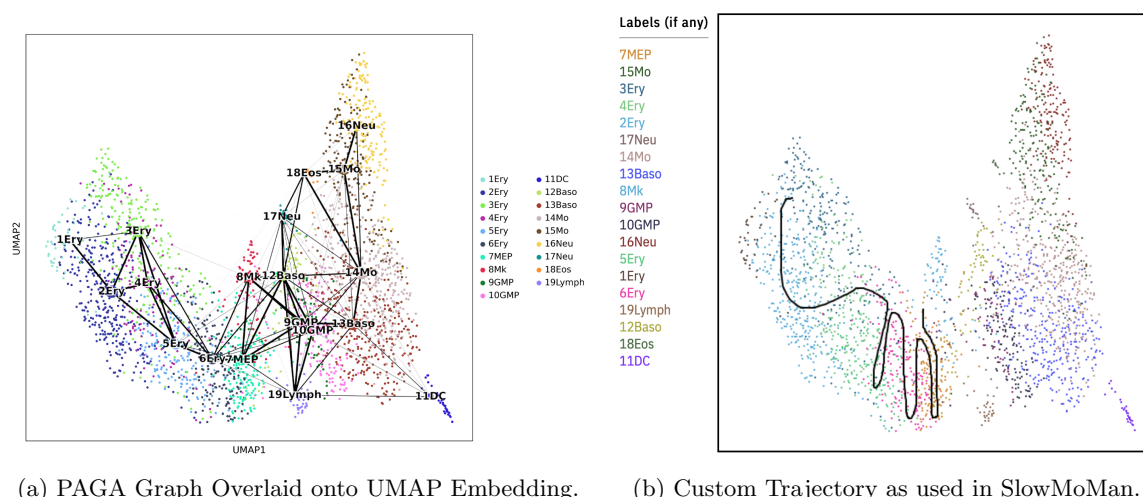 16Neu
15Mo
18Eos
17Neu
3Ery
1Ery
8Mk
12Baso
14Mo
4Ery
2Ery
9GMP
13Baso
10GMP
5Ery
6Ery
7MEP
19Lymph
11DC
UMAP2
UMAP1
1Ery
2Ery
3Ery
4Ery
5Ery
6Ery
7MEP
8Mk
9GMP
10GMP
11DC
12Baso
13Baso
14Mo
15Mo
16Neu
17Neu
18Eos
19Lymph
(a) PAGA Graph Overlaid onto UMAP Embedding.
Labels (if any)
7MEP
15Mo
3Ery
4Ery
2Ery
17Neu
14Mo
13Baso
8Mk
9GMP
10GMP
16Neu
5Ery
1Ery
6Ery
19Lymph
12Baso
18Eos
11DC
(b) Custom Trajectory as used in SlowMoMan.